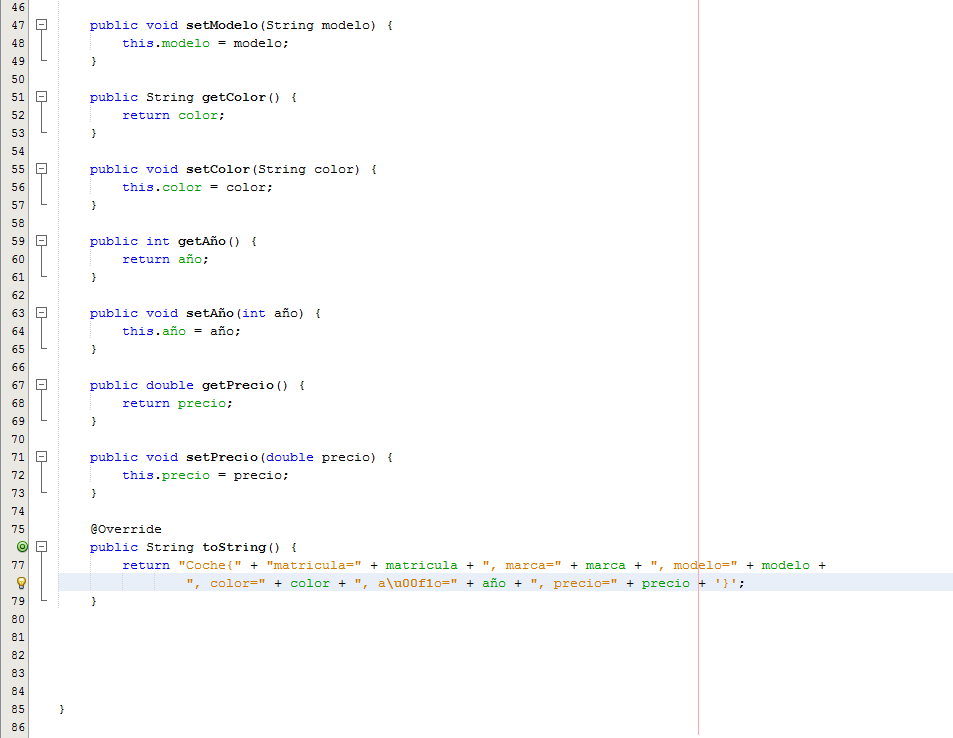 46
47 public void setModelo(String modelo) {
48 this.modelo = modelo;
49 }
50
51 public String getColor() {
52 return color;
53 }
54
55 public void setColor(String color) {
56 this.color = color;
57 }
58
59 public int getAño() {
60 return año;
61 }
62
63 public void setAño(int año) {
64 this.año = año;
65 }
66
67 public double getPrecio() {
68 return precio;
69 }
70
71 public void setPrecio(double precio) {
72 this.precio = precio;
73 }
74
75 @Override
public String toString() {
77 return "Coche{" + "matricula=" + matricula + ", marca=" + marca + ", modelo=" + modelo +
", color=" + color + ", a\u00f1o=" + año + ", precio=" + precio + '}';
79 }
80
81
82
83
84
85 }
86